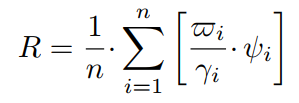 R = \frac{1}{n} \cdot \sum_{i=1}^{n} \left[ \frac{\varpi_i}{\gamma_i} \cdot \psi_i \right]